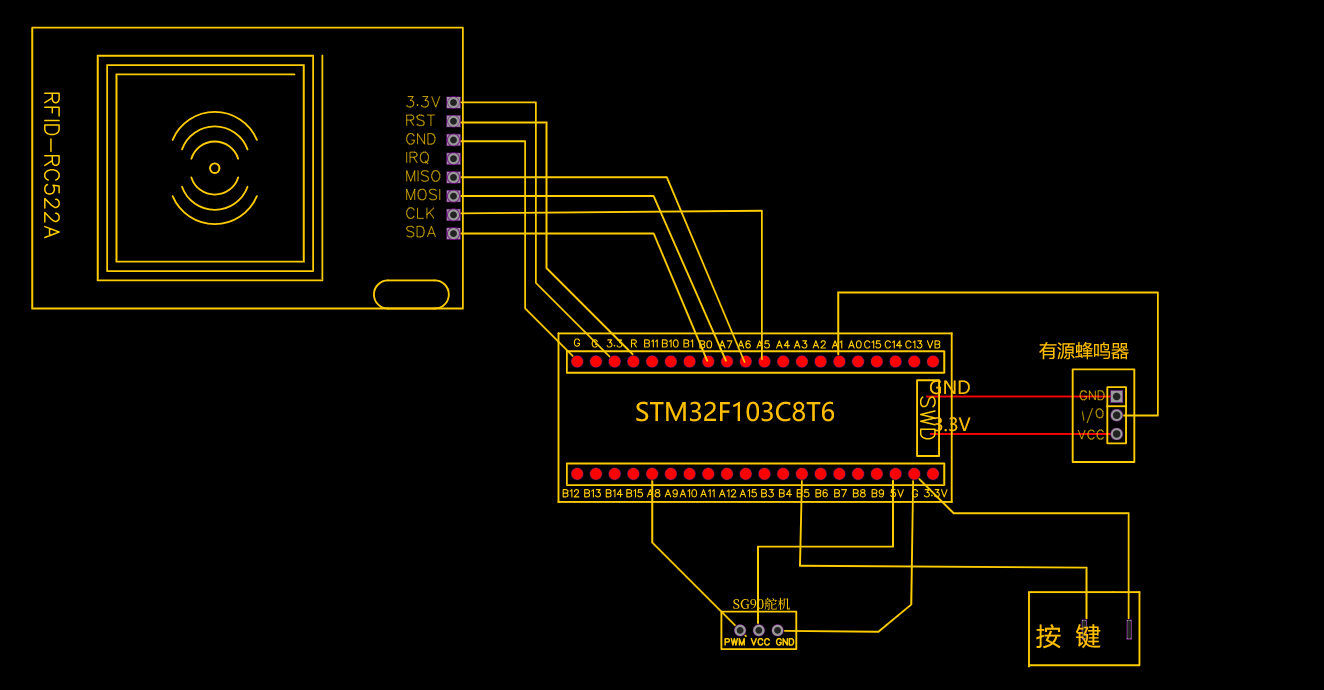 RFID-RC522A
3.3V
RST
GND
IRQ
MISO
MOSI
CLK
SDA
G G 3.3 R B11 B10 B1 B0 A7 A6 A5 A4 A3 A2 A1 A0 C15 C14 C13 VB
STM32F103C8T6
SWD
GND
3.3V
有源蜂鸣器
GND
I/O
VCC
B12 B13 B14 B15 A8 A9 A10 A11 A12 A15 B3 B4 B5 B6 B7 B8 B9 5V G 3.3V
SG90舵机
PWM VCC GND
按 键